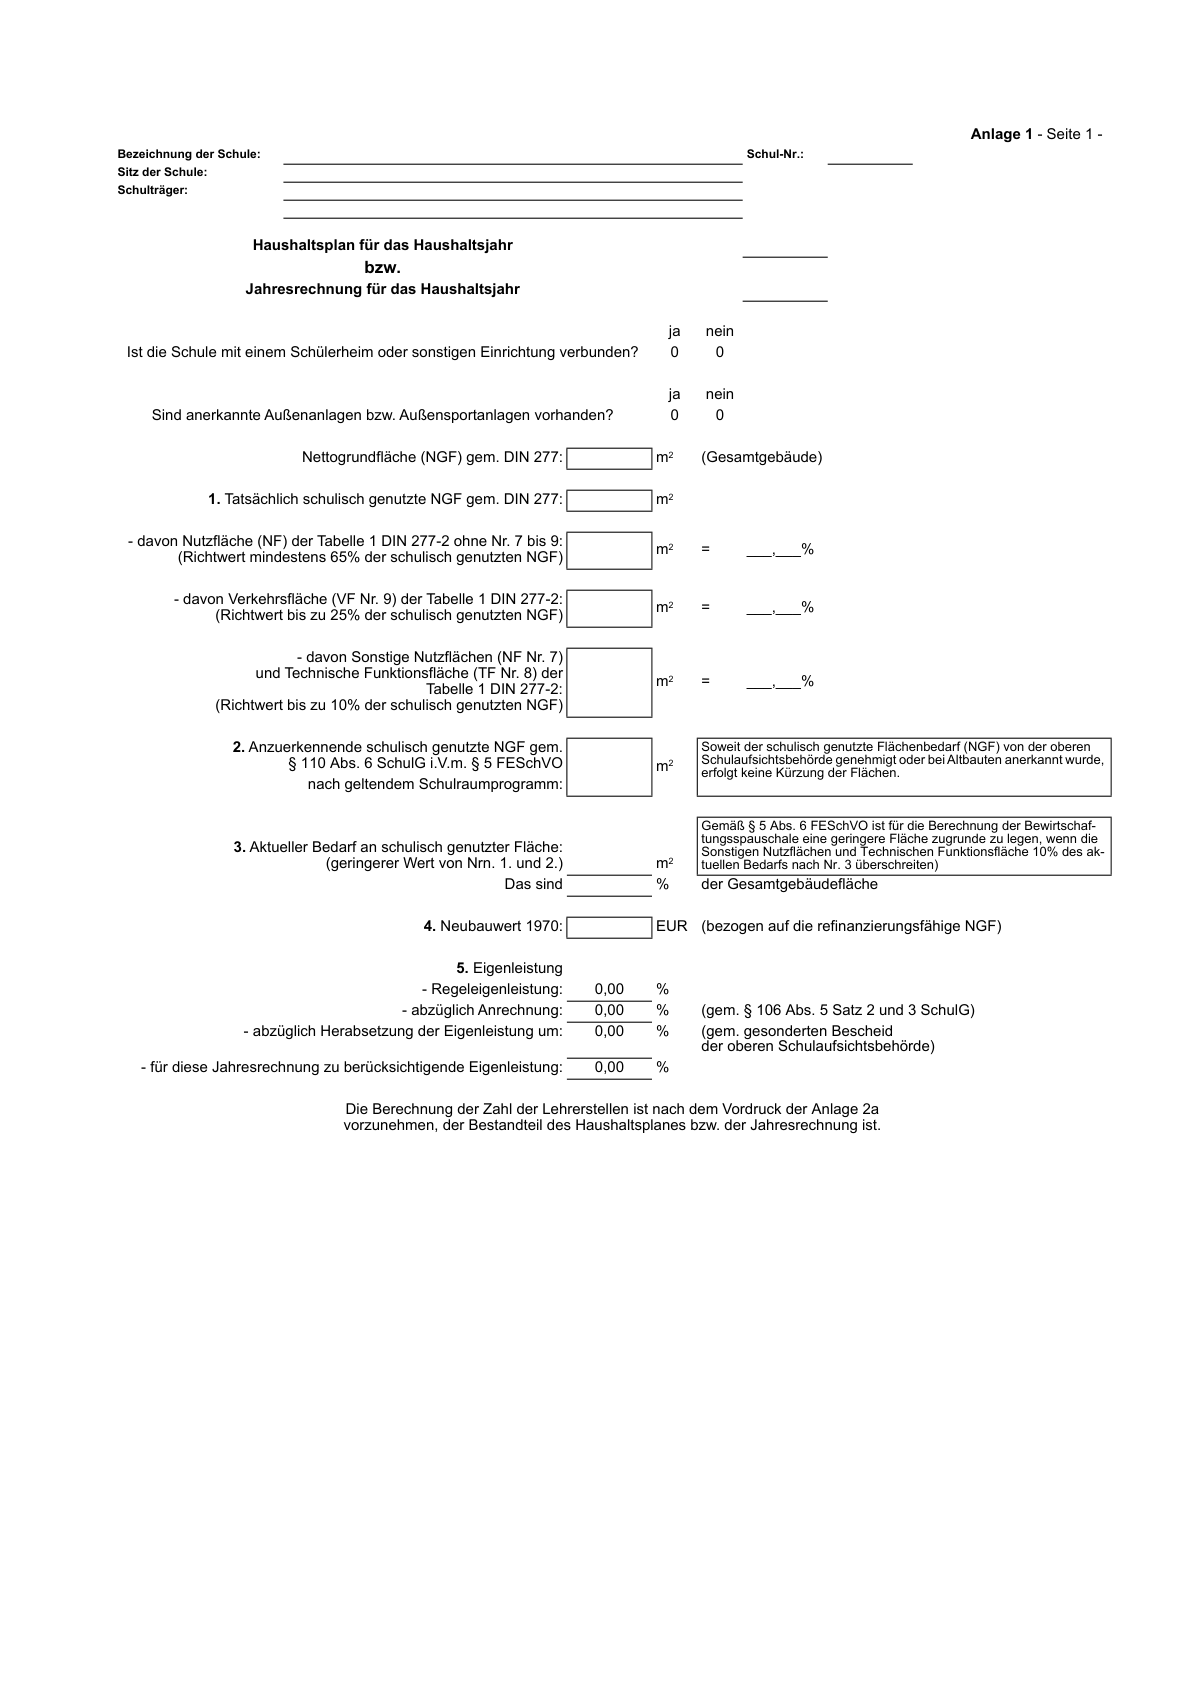 Anlage 1 - Seite 1 -
Bezeichnung der Schule: Schul-Nr.:
Sitz der Schule:
Schulträger:
Haushaltsplan für das Haushaltsjahr
bzw.
Jahresrechnung für das Haushaltsjahr
ja nein
Ist die Schule mit einem Schülerheim oder sonstigen Einrichtung verbunden? 0 0
ja nein
Sind anerkannte Außenanlagen bzw. Außensportanlagen vorhanden? 0 0
Nettogrundfläche (NGF) gem. DIN 277: m² (Gesamtgebäude)
1. Tatsächlich schulisch genutzte NGF gem. DIN 277: m²
- davon Nutzfläche (NF) der Tabelle 1 DIN 277-2 ohne Nr. 7 bis 9:
(Richtwert mindestens 65% der schulisch genutzten NGF)
m² = ___,___%
- davon Verkehrsfläche (VF Nr. 9) der Tabelle 1 DIN 277-2:
(Richtwert bis zu 25% der schulisch genutzten NGF)
m² = ___,___%
- davon Sonstige Nutzflächen (NF Nr. 7)
und Technische Funktionsfläche (TF Nr. 8) der
Tabelle 1 DIN 277-2:
(Richtwert bis zu 10% der schulisch genutzten NGF)
m² = ___,___%
2. Anzuerkennende schulisch genutzte NGF gem.
§ 110 Abs. 6 SchulG i.V.m. § 5 FESchVO
nach geltendem Schulraumprogramm:
m²
Soweit der schulisch genutzte Flächenbedarf (NGF) von der oberen
Schulaufsichtsbehörde genehmigt oder bei Altbauten anerkannt wurde,
erfolgt keine Kürzung der Flächen.
3. Aktueller Bedarf an schulisch genutzter Fläche:
(geringerer Wert von Nrn. 1. und 2.) m²
Gemäß § 5 Abs. 6 FESchVO ist für die Berechnung der Bewirtschaf-
tungsspauschale eine geringere Fläche zugrunde zu legen, wenn die
Sonstigen Nutzflächen und Technischen Funktionsfläche 10% des ak-
tuellen Bedarfs nach Nr. 3 überschreiten)
Das sind % der Gesamtgebäudefläche
4. Neubauwert 1970: EUR (bezogen auf die refinanzierungsfähige NGF)
5. Eigenleistung
- Regeleigenleistung: 0,00 %
- abzüglich Anrechnung: 0,00 % (gem. § 106 Abs. 5 Satz 2 und 3 SchulG)
- abzüglich Herabsetzung der Eigenleistung um: 0,00 % (gem. gesonderten Bescheid
der oberen Schulaufsichtsbehörde)
- für diese Jahresrechnung zu berücksichtigende Eigenleistung: 0,00 %
Die Berechnung der Zahl der Lehrerstellen ist nach dem Vordruck der Anlage 2a
vorzunehmen, der Bestandteil des Haushaltsplanes bzw. der Jahresrechnung ist.